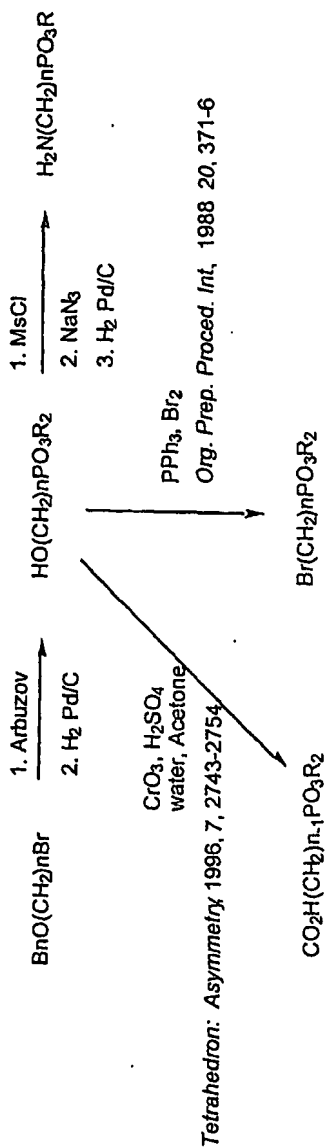 BnO(CH₂)nBr
1. Arbuzov
2. H₂ Pd/C
HO(CH₂)nPO₃R₂
1. MsCl
2. NaN₃
3. H₂ Pd/C
H₂N(CH₂)nPO₃R
CrO₃, H₂SO₄
water, Acetone
Tetrahedron: Asymmetry, 1996, 7, 2743-2754
PPh₃, Br₂
Org. Prep. Proced. Int, 1988 20, 371-6
CO₂H(CH₂)n-1PO₃R₂
Br(CH₂)nPO₃R₂